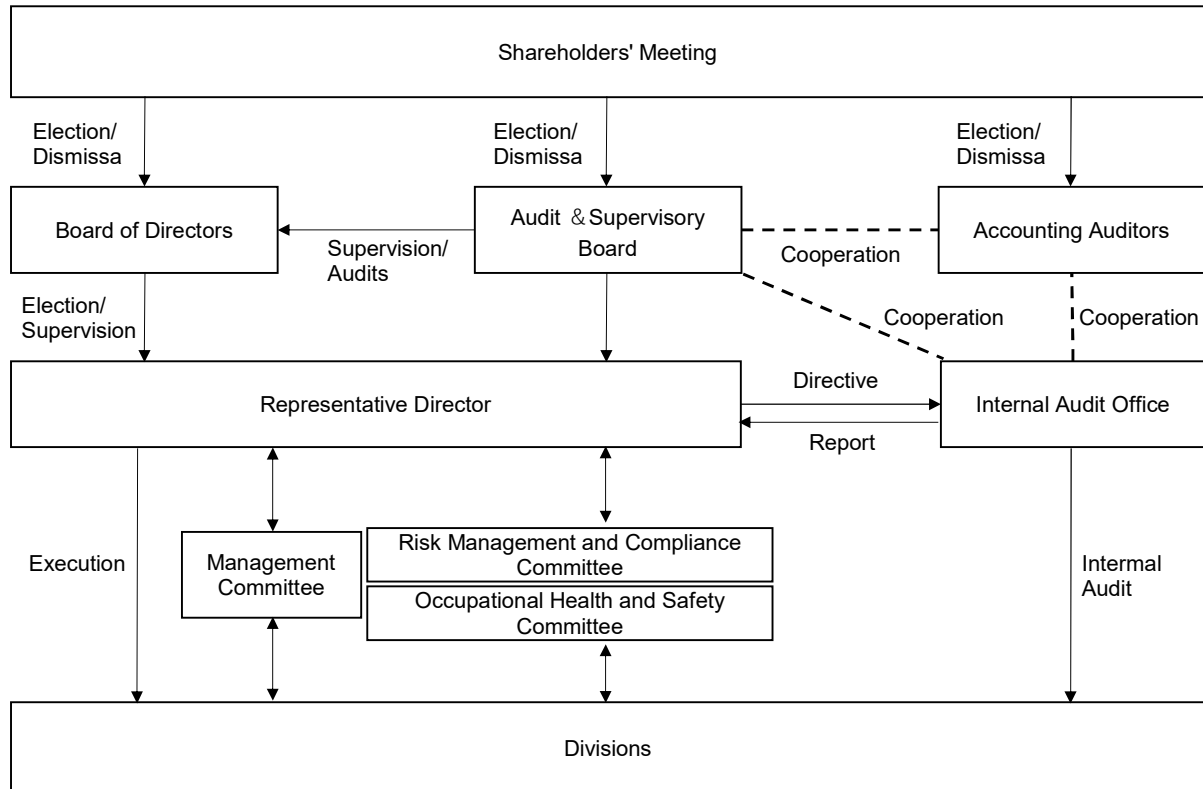 Shareholders' Meeting
Election/
Dismissa
Election/
Dismissa
Election/
Dismissa
Board of Directors
Audit ＆Supervisory
Board
Accounting Auditors
Supervision/
Audits
Cooperation
Election/
Supervision
Cooperation
Cooperation
Representative Director
Directive
Report
Internal Audit Office
Execution
Management
Committee
Risk Management and Compliance
Committee
Occupational Health and Safety
Committee
Intermal
Audit
Divisions